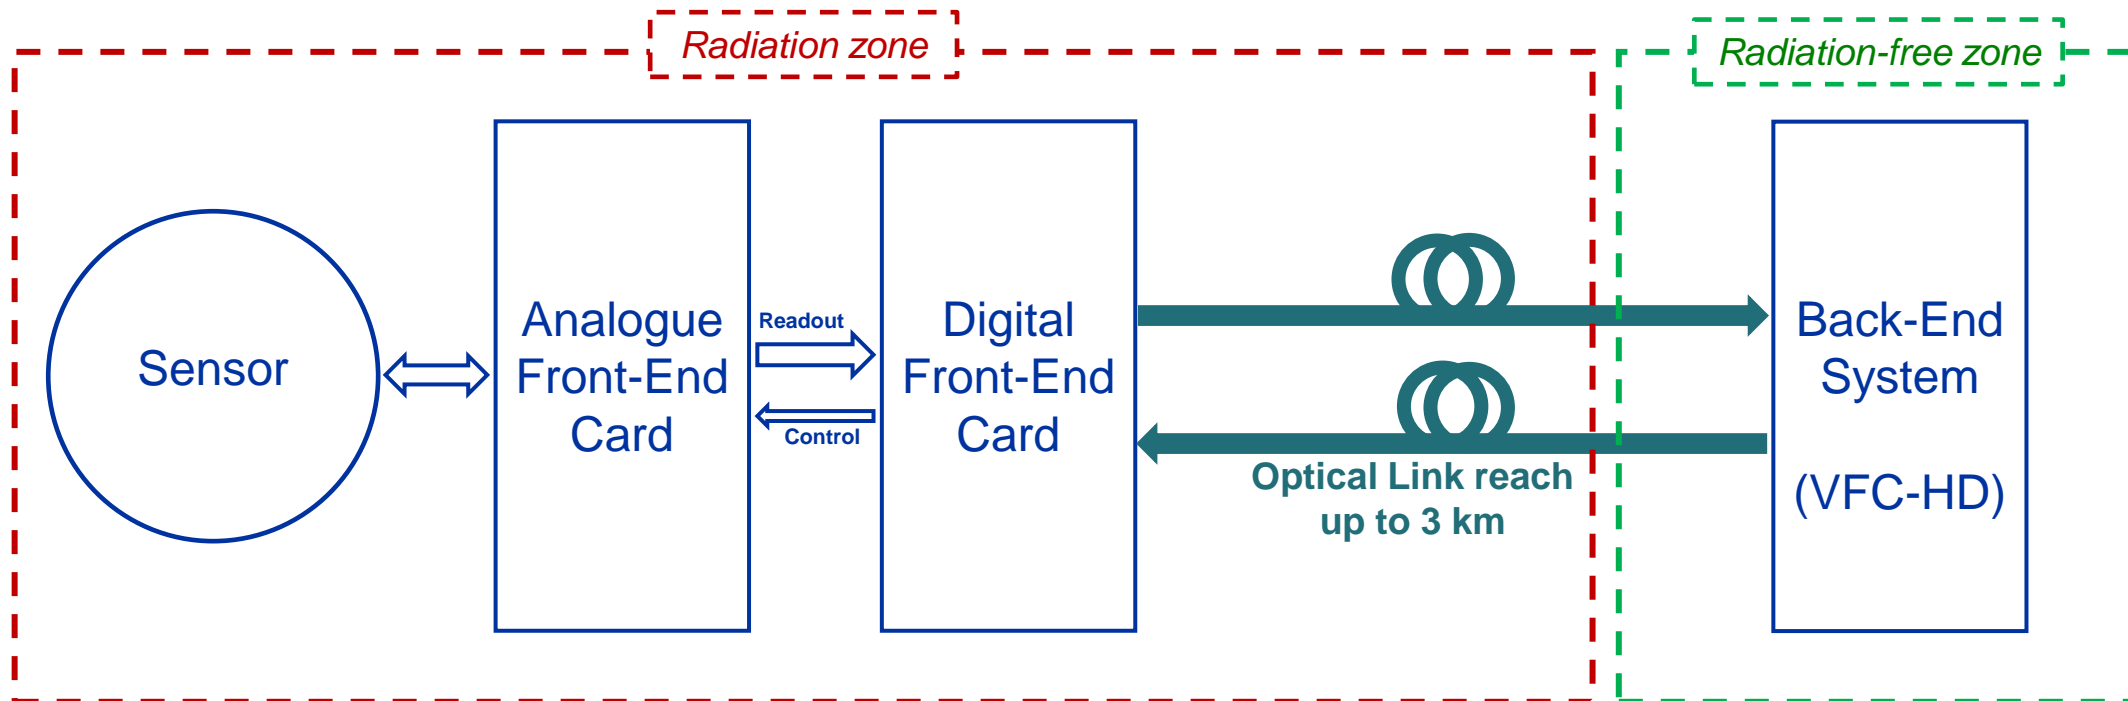 Radiation zone
Radiation-free zone
Sensor
Analogue
Front-End
Card
Readout
Control
Digital
Front-End
Card
Optical Link reach
up to 3 km
Back-End
System
(VFC-HD)